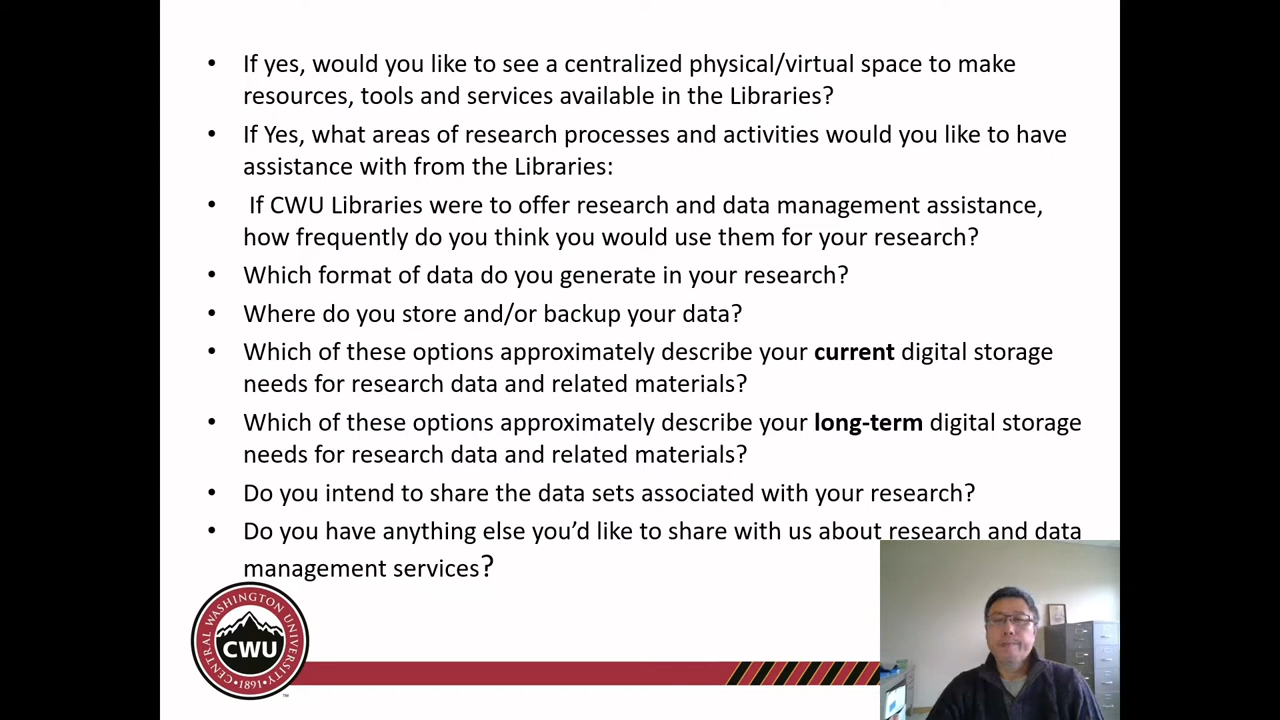 • If yes, would you like to see a centralized physical/virtual space to make
resources, tools and services available in the Libraries?
• If Yes, what areas of research processes and activities would you like to have
assistance with from the Libraries:
• If CWU Libraries were to offer research and data management assistance,
how frequently do you think you would use them for your research?
• Which format of data do you generate in your research?
• Where do you store and/or backup your data?
• Which of these options approximately describe your current digital storage
needs for research data and related materials?
• Which of these options approximately describe your long-term digital storage
needs for research data and related materials?
• Do you intend to share the data sets associated with your research?
• Do you have anything else you’d like to share with us about research and data
management services?
CENTRAL WASHINGTON UNIVERSITY
CWU
•1891•
™